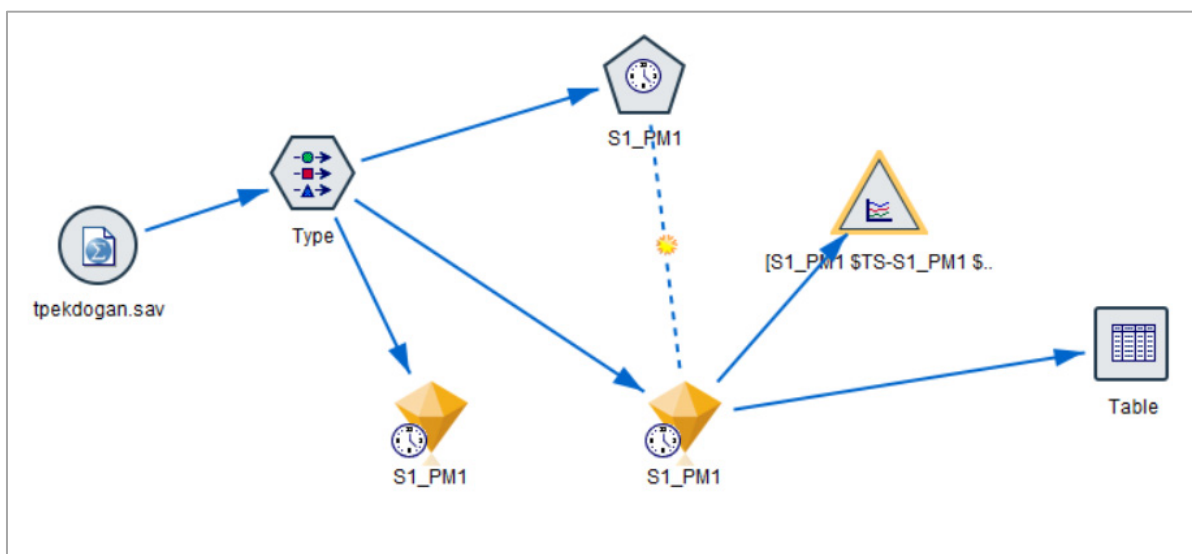 S1_PM1
Type
[S1_PM1 $TS-S1_PM1 $..
tpekdogan.sav
Table
S1_PM1
S1_PM1